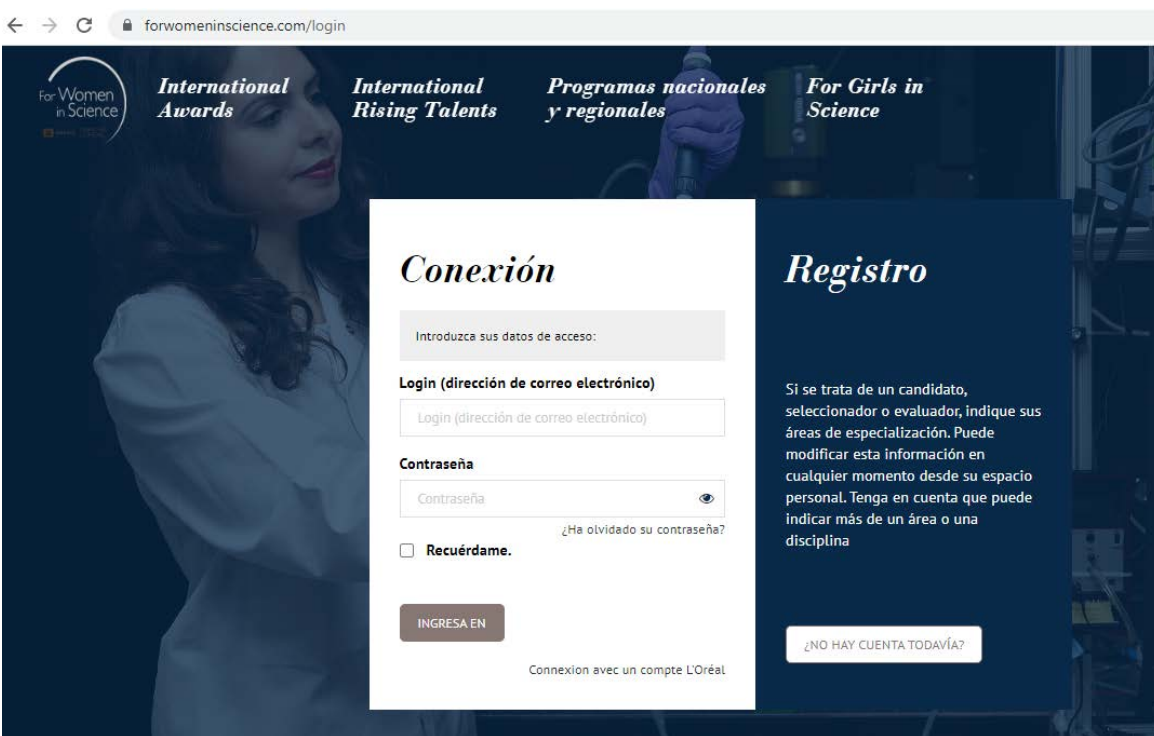 forwomeninscience.com/login
For Women
in Science
International
Awards
International
Rising Talents
Programas nacionales
y regionales
For Girls in
Science
Conexión
Introduzca sus datos de acceso:
Login (dirección de correo electrónico)
Login (dirección de correo electrónico)
Contraseña
Contraseña
¿Ha olvidado su contraseña?
Recuérdame.
INGRESA EN
Connexion avec un compte L'Oréal
Registro
Si se trata de un candidato,
seleccionador o evaluador, indique sus
áreas de especialización. Puede
modificar esta información en
cualquier momento desde su espacio
personal. Tenga en cuenta que puede
indicar más de un área o una
disciplina
¿NO HAY CUENTA TODAVÍA?